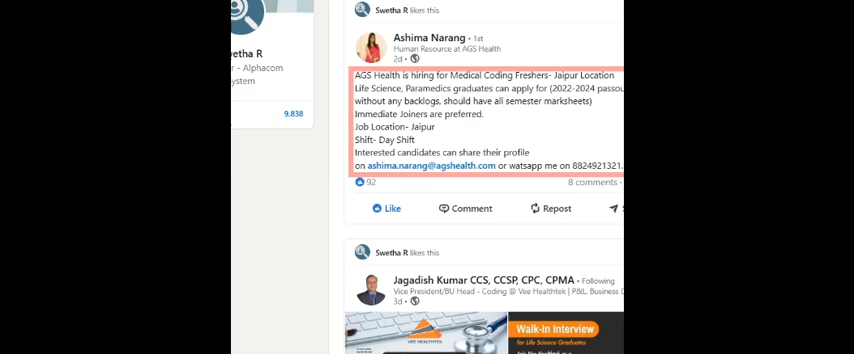 Swetha R likes this
Ashima Narang • 1st
Human Resource at AGS Health
2d •
etha R
r - Alphacom
ystem
9,838
AGS Health is hiring for Medical Coding Freshers- Jaipur Location
Life Science, Paramedics graduates can apply for (2022-2024 passou
without any backlogs, should have all semester marksheets)
Immediate Joiners are preferred.
Job Location- Jaipur
Shift- Day Shift
Interested candidates can share their profile
on ashima.narang@agshealth.com or watsapp me on 8824921321.
92
8 comments •
Like
Comment
Repost
Swetha R likes this
Jagadish Kumar CCS, CCSP, CPC, CPMA • Following
Vice President/BU Head - Coding @ Vee Healthtek | P&L, Business D
3d •
VEE HEALTHTEK
Walk-In Interview
for Life Science Graduates